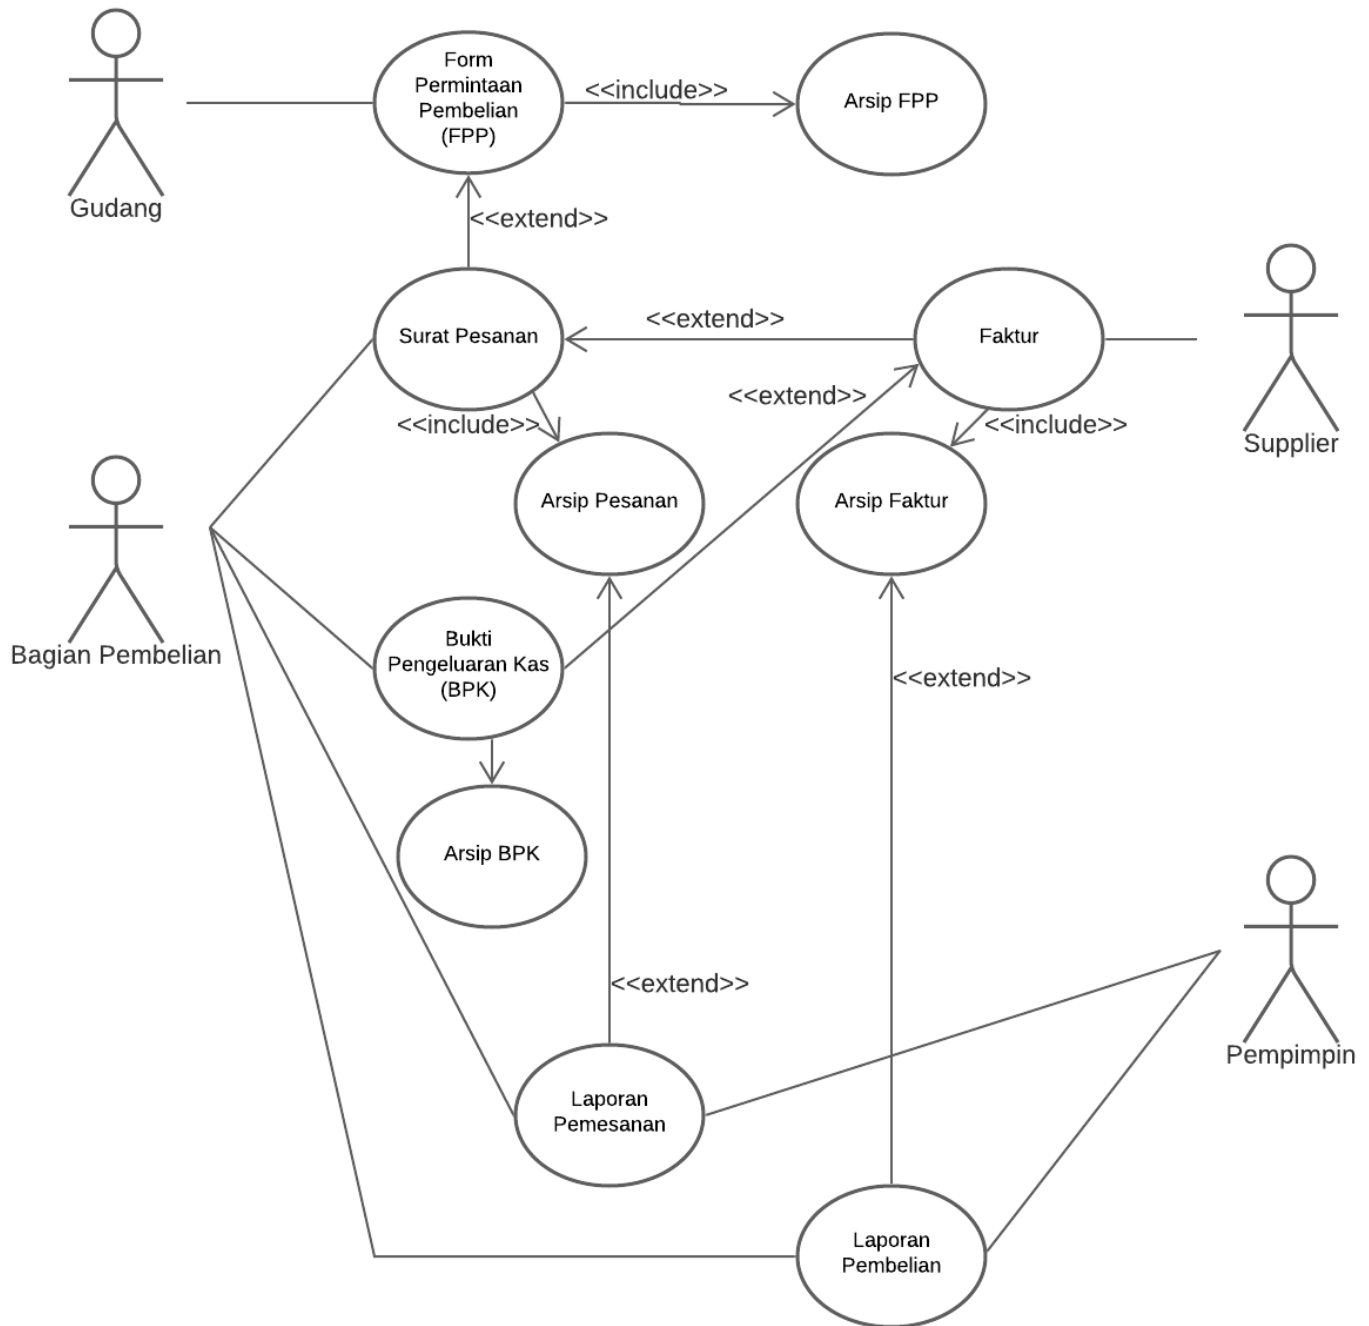 Form
Permintaan
Pembelian
(FPP)
<<include>>
Arsip FPP
Gudang
<<extend>>
Surat Pesanan
<<extend>>
Faktur
<<extend>>
<<include>>
<<include>>
Supplier
Arsip Pesanan
Arsip Faktur
Bagian Pembelian
Bukti
Pengeluaran Kas
(BPK)
<<extend>>
Arsip BPK
<<extend>>
Pempimpin
Laporan
Pemesanan
Laporan
Pembelian